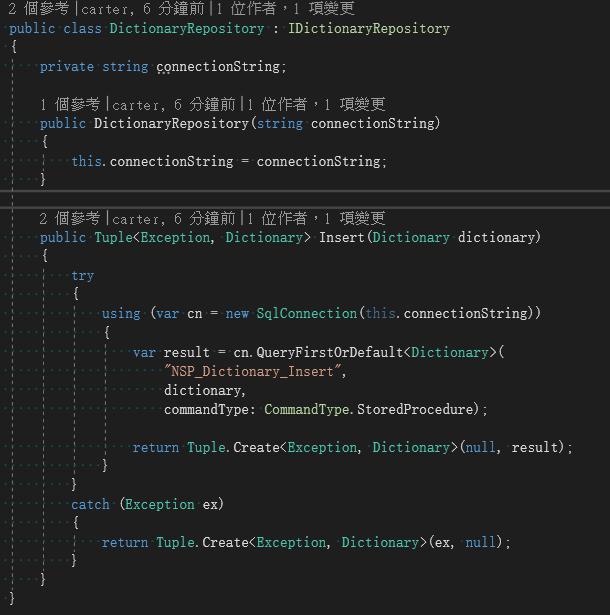 2 個參考|carter, 6 分鐘前|1 位作者，1 項變更
public class DictionaryRepository : IDictionaryRepository
{
private string connectionString;
1 個參考|carter, 6 分鐘前|1 位作者，1 項變更
public DictionaryRepository(string connectionString)
{
this.connectionString = connectionString;
}
2 個參考|carter, 6 分鐘前|1 位作者，1 項變更
public Tuple<Exception, Dictionary> Insert(Dictionary dictionary)
{
try
{
using (var cn = new SqlConnection(this.connectionString))
{
var result = cn.QueryFirstOrDefault<Dictionary>(
"NSP_Dictionary_Insert",
dictionary,
commandType: CommandType.StoredProcedure);
return Tuple.Create<Exception, Dictionary>(null, result);
}
}
catch (Exception ex)
{
return Tuple.Create<Exception, Dictionary>(ex, null);
}
}
}